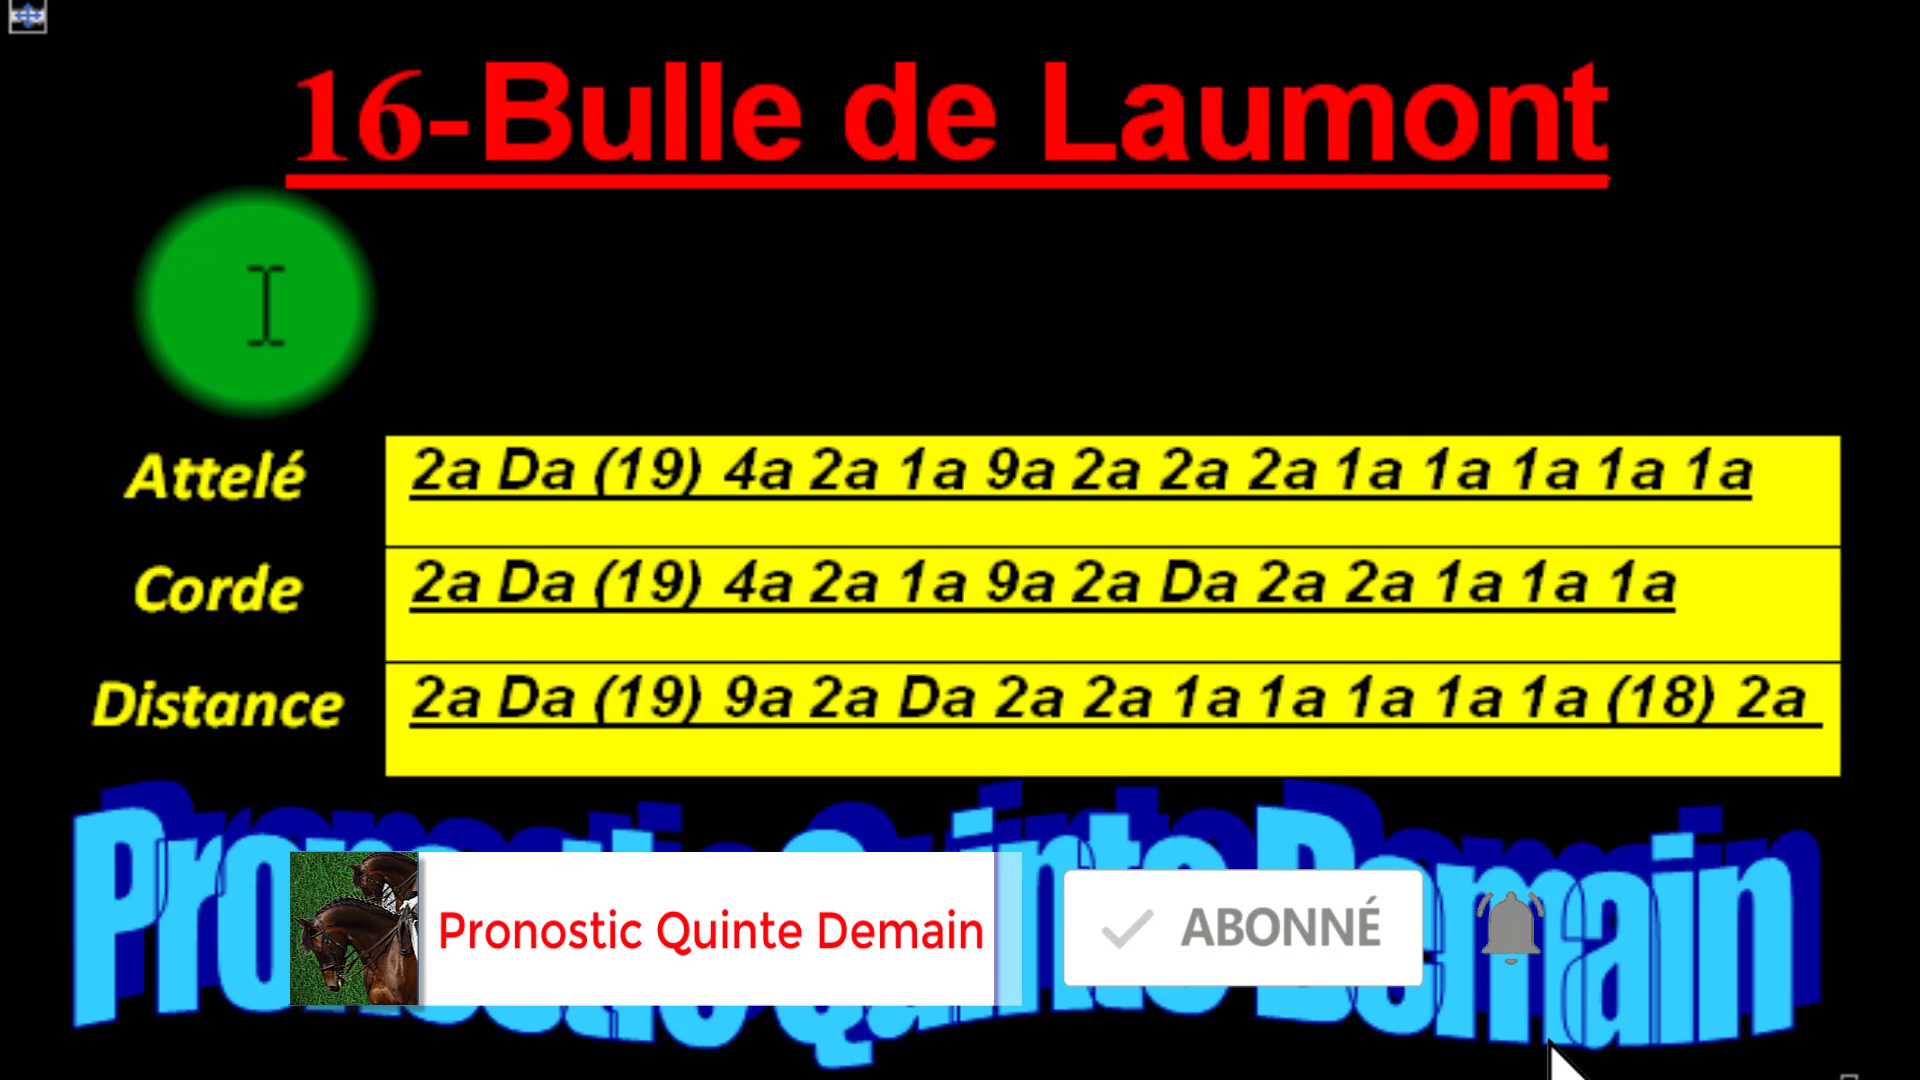 16-Bulle de Laumont
Attelé 2a Da (19) 4a 2a 1a 9a 2a 2a 2a 1a 1a 1a 1a 1a
Corde 2a Da (19) 4a 2a 1a 9a 2a Da 2a 2a 1a 1a 1a
Distance 2a Da (19) 9a 2a Da 2a 2a 1a 1a 1a 1a 1a (18) 2a
Pronostic Quinte Demain
Pronostic Quinte Demain ABONNÉ